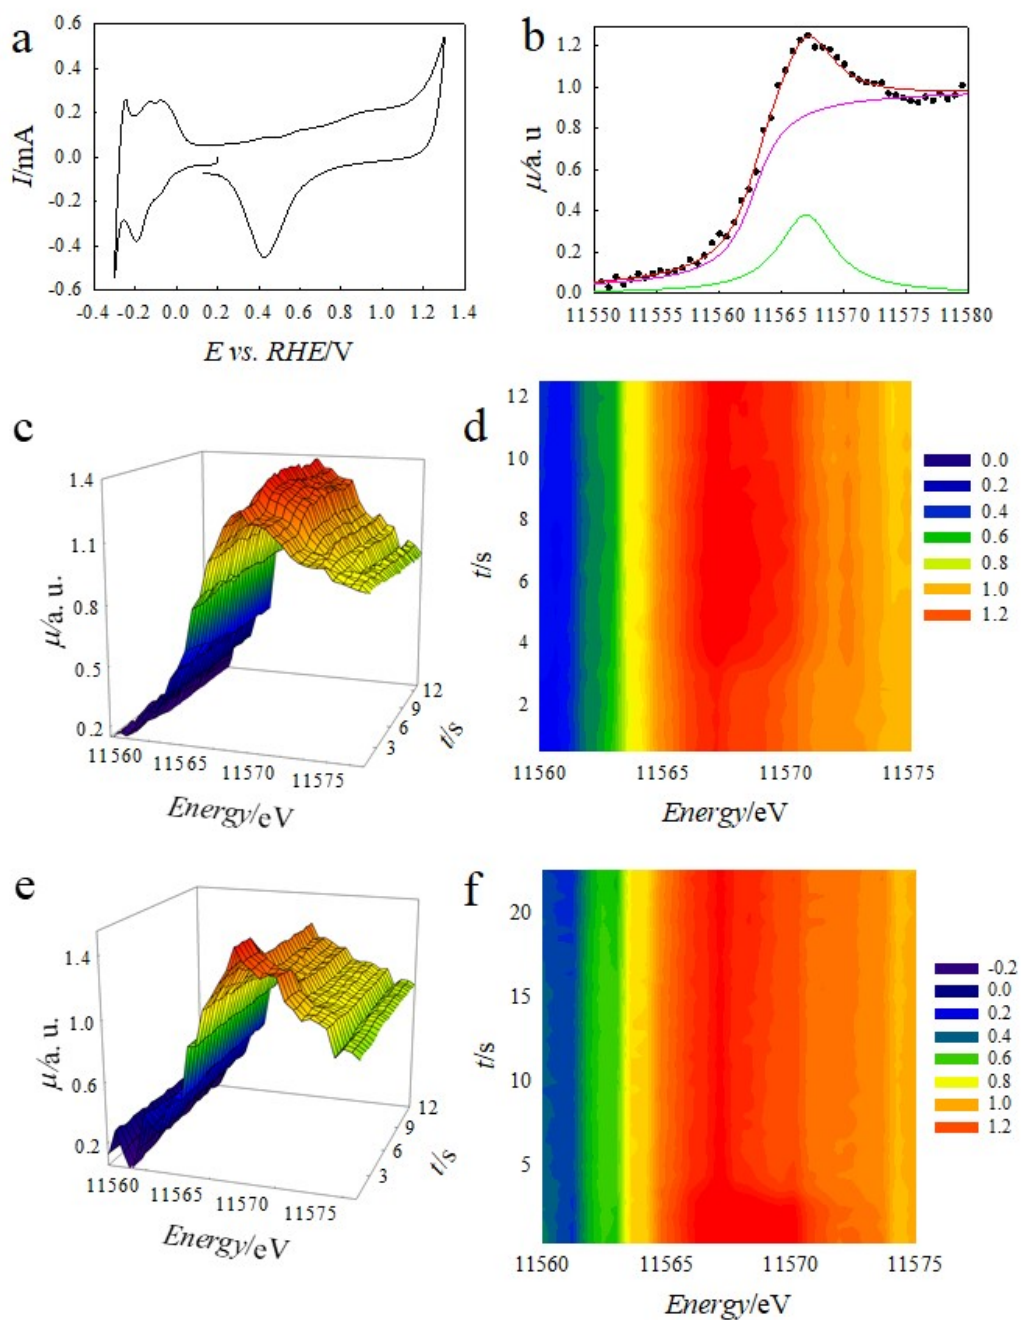 a
0.6
0.4
0.2
0.0
-0.2
-0.4
-0.6
I/mA
-0.4 -0.2 0.0 0.2 0.4 0.6 0.8 1.0 1.2 1.4
E vs. RHE/V
b
1.2
1.0
0.8
0.6
0.4
0.2
0.0
μ/a. u
11550 11555 11560 11565 11570 11575 11580
c
1.4
1.1
0.8
0.5
0.2
μ/a. u.
11560 11565 11570 11575
Energy/eV
3 6 9 12
t/s
d
12
10
8
6
4
2
t/s
11560 11565 11570 11575
Energy/eV
0.0
0.2
0.4
0.6
0.8
1.0
1.2
e
1.4
1.0
0.6
0.2
μ/a. u.
11560 11565 11570 11575
Energy/eV
3 6 9 12
t/s
f
20
15
10
5
t/s
11560 11565 11570 11575
Energy/eV
-0.2
0.0
0.2
0.4
0.6
0.8
1.0
1.2